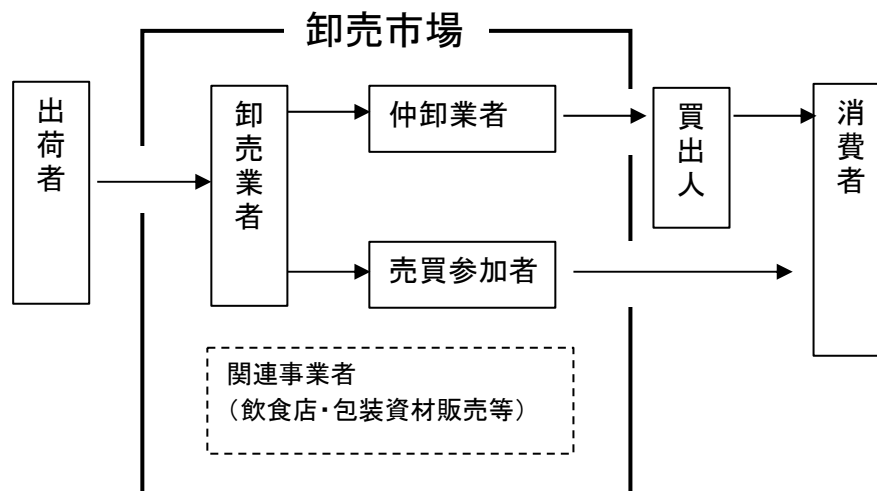 卸売市場
出荷者
卸売業者
仲卸業者
買出人
消費者
売買参加者
関連事業者
（飲食店・包装資材販売等）